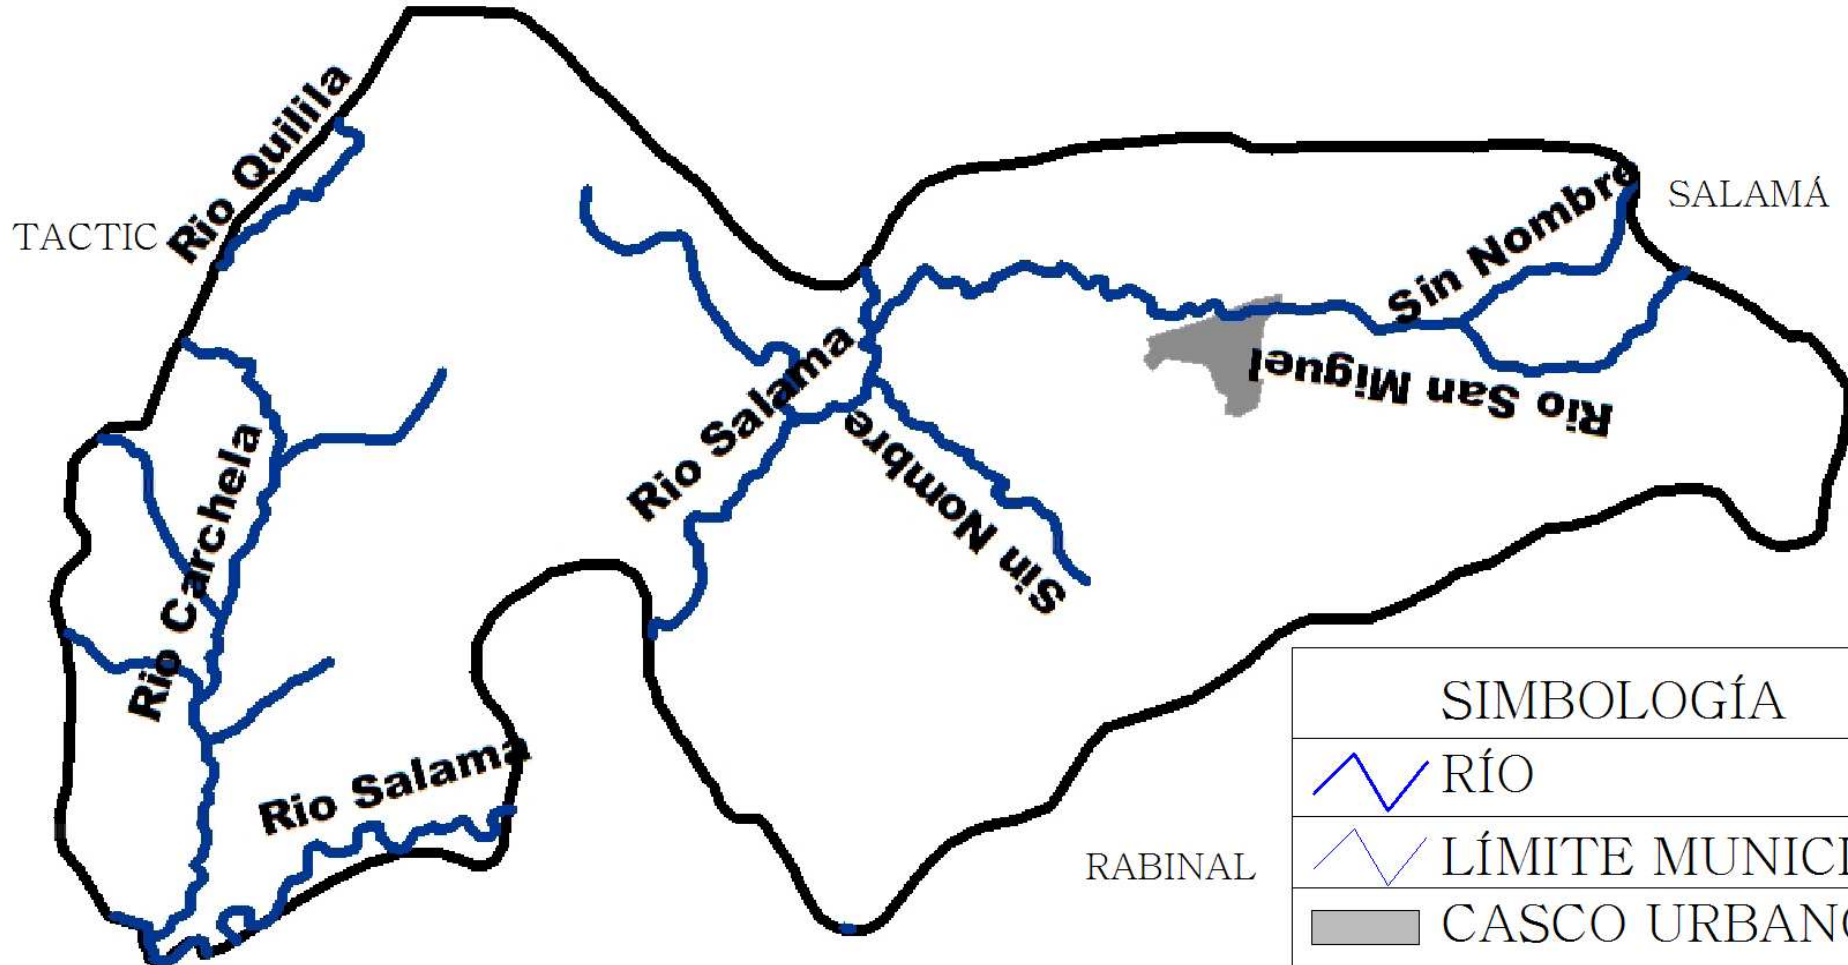 Rio Quilila
TACTIC
SALAMÁ
Sin Nombre
Rio San Miguel
Rio Salama
Sin Nombre
Rio Carchela
Rio Salama
RABINAL
SIMBOLOGÍA
RÍO
LÍMITE MUNICI
CASCO URBANO